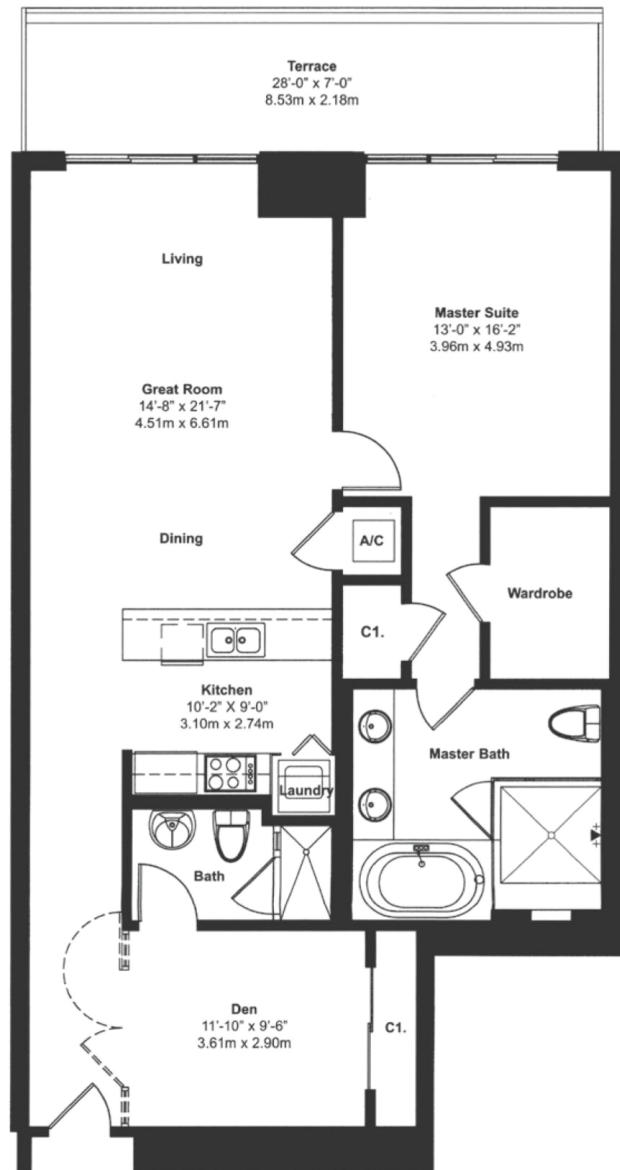 Terrace
28'-0" x 7'-0"
8.53m x 2.18m
Living
Master Suite
13'-0" x 16'-2"
3.96m x 4.93m
Great Room
14'-8" x 21'-7"
4.51m x 6.61m
Dining
A/C
Wardrobe
C1.
Kitchen
10'-2" X 9'-0"
3.10m x 2.74m
Master Bath
Laundry
Bath
Den
11'-10" x 9'-6"
3.61m x 2.90m
C1.